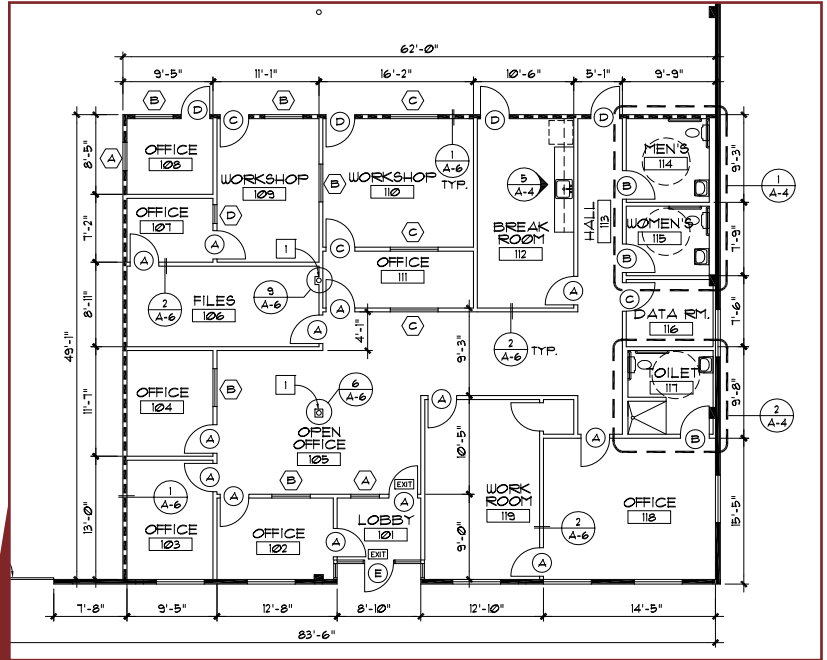 62'-0"
9'-5" 11'-1" 16'-2" 10'-6" 5'-1" 9'-9"
B B C
D C D D D
A
8'-5"
OFFICE
108
WORKSHOP
109
B
WORKSHOP
110
1
A-6
TYP.
5
A-4
MEN'S
114
9'-3"
1
A-4
B
OFFICE
107
D
7'-2"
A
A
C
C
BREAK
ROOM
112
HALL
113
WOMEN'S
115
7'-9"
B
1
OFFICE
111
2
A-6
FILES
106
9
A-6
A
A
C
A
C
DATA RM.
116
7'-6"
8'-11"
49'-1"
4'-1"
9'-3"
2
A-6
TYP.
OFFICE
104
11'-7"
B
1
6
A-6
TOILET
117
9'-8"
2
A-4
B
A
A
OPEN
OFFICE
105
10'-5"
A
A
A
B
A
EXIT
A
1
A-6
OFFICE
103
13'-0"
OFFICE
102
A
LOBBY
101
EXIT
E
9'-0"
WORK
ROOM
119
2
A-6
A
OFFICE
118
15'-5"
7'-8" 9'-5" 12'-8" 8'-10" 12'-10" 14'-5"
83'-6"